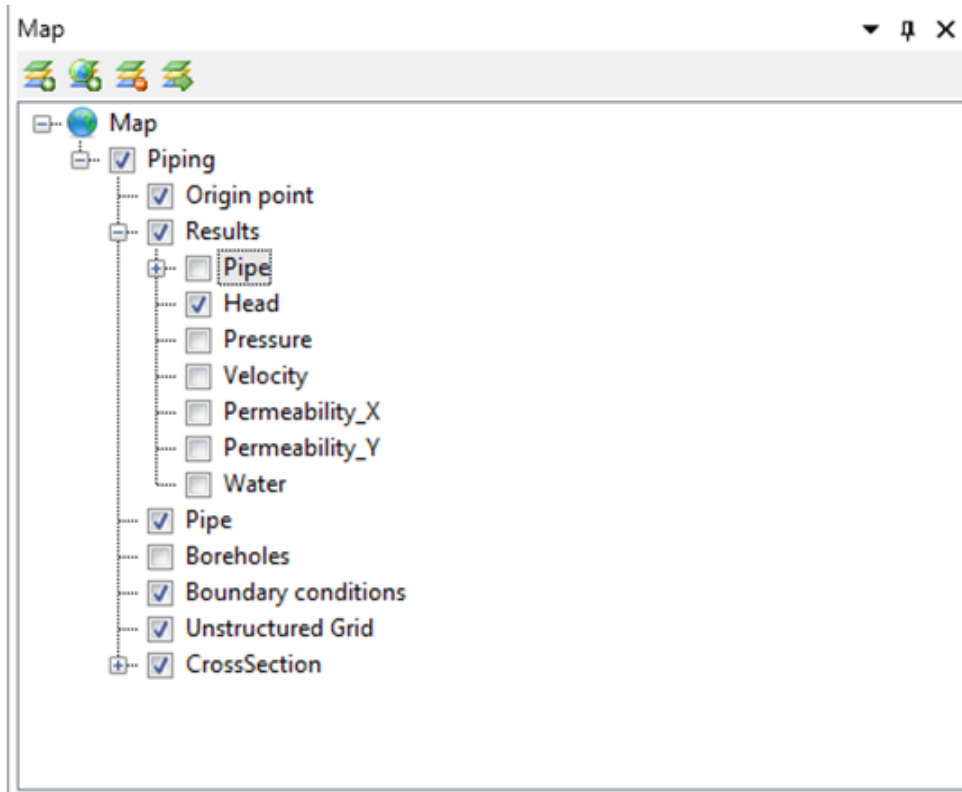 Map
Map
Piping
Origin point
Results
Pipe
Head
Pressure
Velocity
Permeability_X
Permeability_Y
Water
Pipe
Boreholes
Boundary conditions
Unstructured Grid
CrossSection